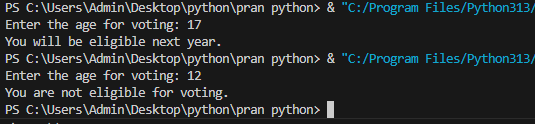 PS C:\Users\Admin\Desktop\python\pran python> & "C:/Program Files/Python313/
Enter the age for voting: 17
You will be eligible next year.
PS C:\Users\Admin\Desktop\python\pran python> & "C:/Program Files/Python313/
Enter the age for voting: 12
You are not eligible for voting.
PS C:\Users\Admin\Desktop\python\pran python>